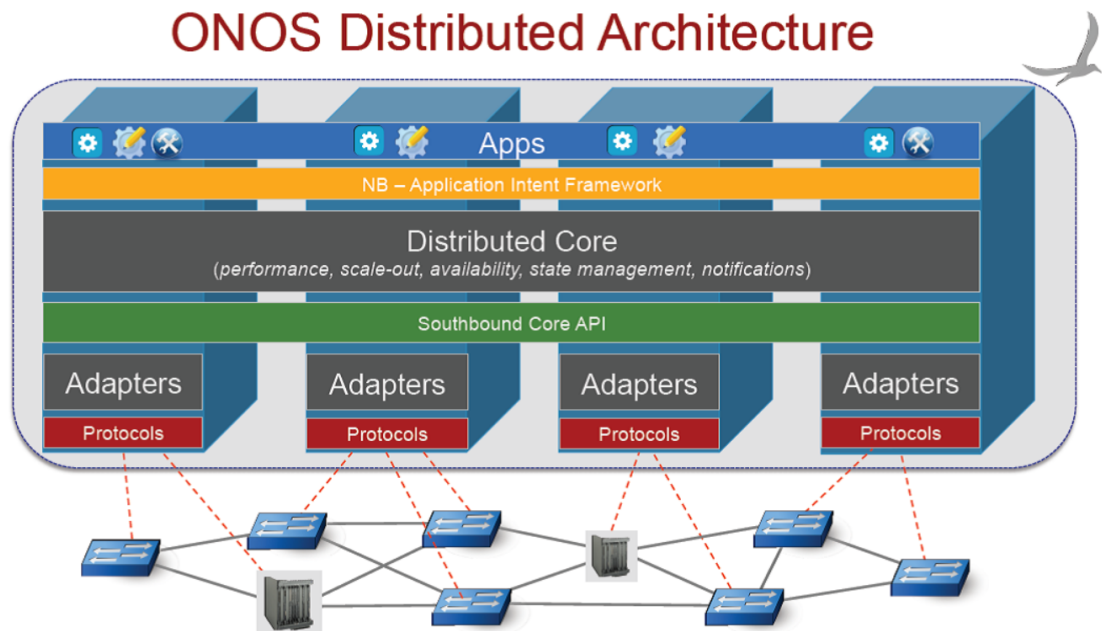 ONOS Distributed Architecture
Apps
NB – Application Intent Framework
Distributed Core
(performance, scale-out, availability, state management, notifications)
Southbound Core API
Adapters
Adapters
Adapters
Adapters
Protocols
Protocols
Protocols
Protocols